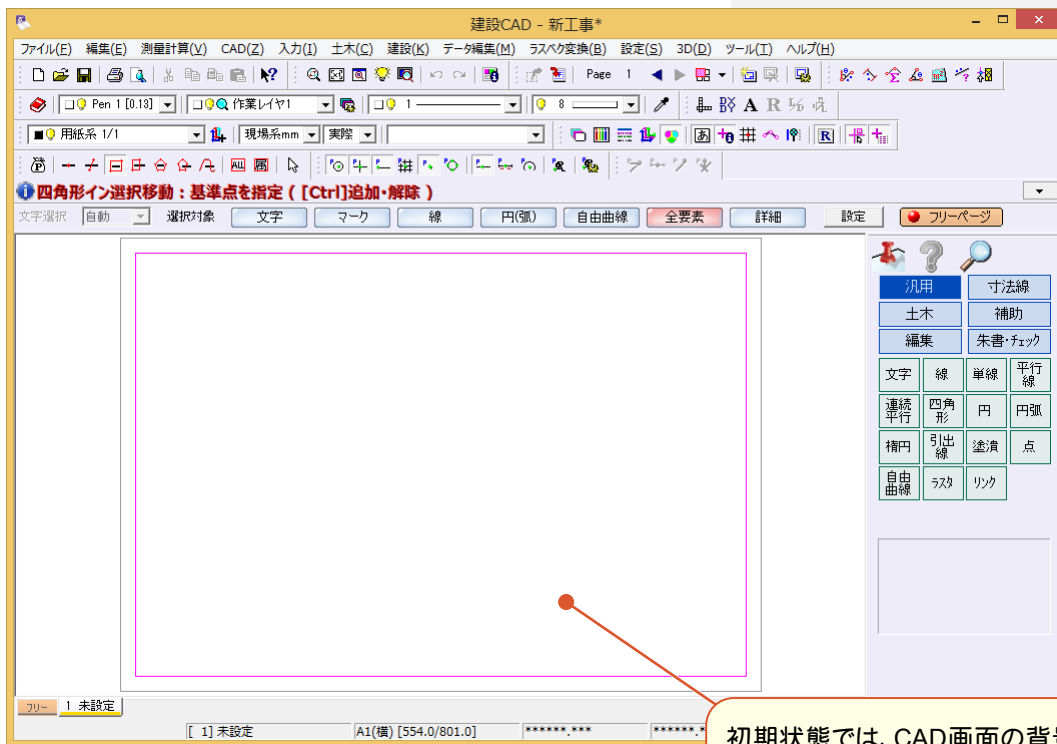 建設CAD - 新工事*
ファイル(F) 編集(E) 測量計算(V) CAD(Z) 入力(I) 土木(C) 建設(K) データ編集(M) ラスベク変換(B) 設定(S) 3D(D) ツール(T) ヘルプ(H)
Page 1
Pen 1 [0.13] 作業レイヤ1 1 8
用紙系 1/1 現場系mm 実際
四角形イン選択移動：基準点を指定 ( [Ctrl]追加・解除 )
文字選択 自動 選択対象 文字 マーク 線 円(弧) 自由曲線 全要素 詳細 設定 フリーページ
汎用 寸法線
土木 補助
編集 朱書・チェック
文字 線 単線 平行線
連続平行 四角形 円 円弧
楕円 引出線 塗潰 点
自由曲線 ラスタ リンク
フリー 1 未設定
[ 1] 未設定 A1(横) [554.0/801.0] ******.*** ******.*
初期状態では、CAD画面の背